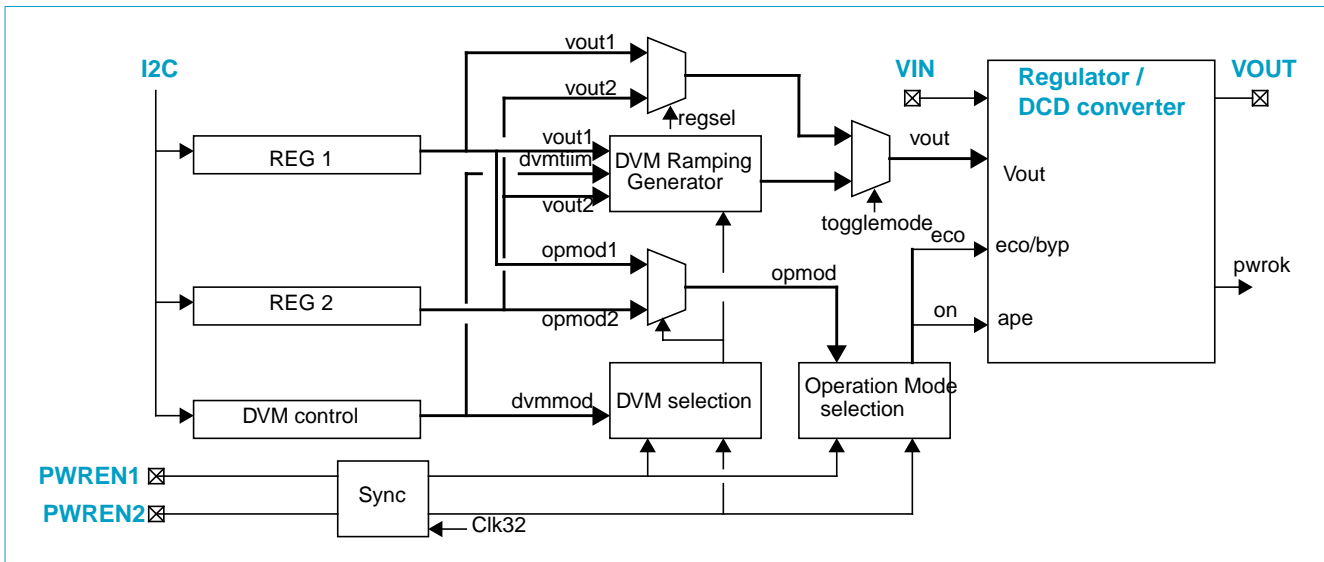 I2C
REG 1
REG 2
DVM control
PWREN1
PWREN2
Sync
Clk32
vout1
vout2
regsel
vout1
dvmtiim
vout2
DVM Ramping
Generator
opmod1
opmod2
opmod
dvmmod
DVM selection
togglemode
vout
Operation Mode
selection
eco
on
VIN
Regulator /
DCD converter
Vout
eco/byp
ape
VOUT
pwrok